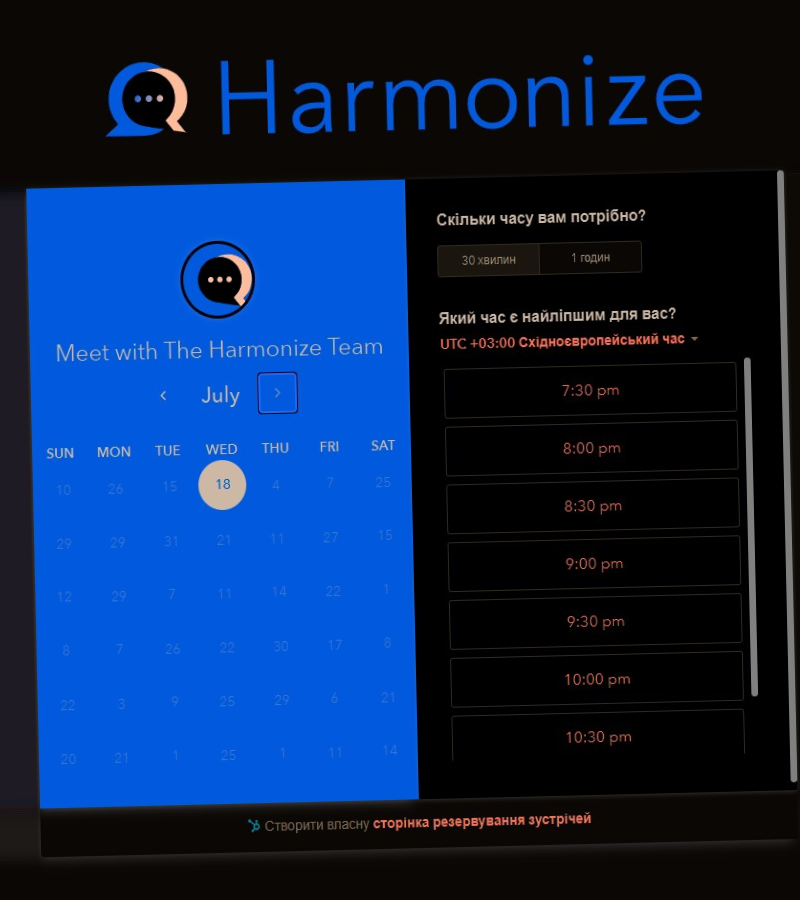 Harmonize
Meet with The Harmonize Team
July
SUN MON TUE WED THU FRI SAT
10 26 15 18 4 7 25
29 29 31 21 11 27 15
12 29 7 11 14 22 1
8 7 26 22 30 17 8
22 3 9 25 29 6 21
20 21 1 25 1 11 14
Скільки часу вам потрібно?
30 хвилин 1 годин
Який час є найліпшим для вас?
UTC +03:00 Східноєвропейський час
7:30 pm
8:00 pm
8:30 pm
9:00 pm
9:30 pm
10:00 pm
10:30 pm
Створити власну сторінка резервування зустрічей